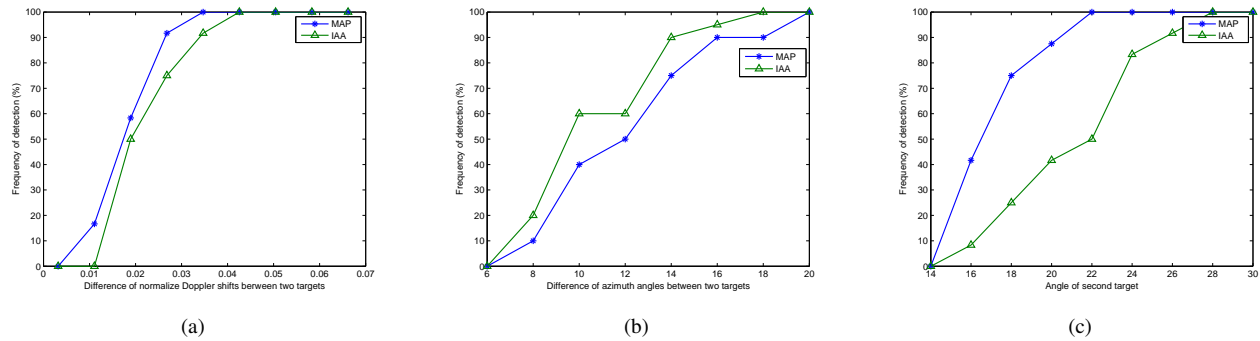 100
90
80
70
60
50
40
30
20
10
0
0 0.01 0.02 0.03 0.04 0.05 0.06 0.07
Frequency of detection (%)
Difference of normalize Doppler shifts between two targets
MAP
IAA
(a)
100
90
80
70
60
50
40
30
20
10
0
6 8 10 12 14 16 18 20
Frequency of detection (%)
Difference of azimuth angles between two targets
MAP
IAA
(b)
100
90
80
70
60
50
40
30
20
10
0
14 16 18 20 22 24 26 28 30
Frequency of detection (%)
Angle of second target
MAP
IAA
(c)